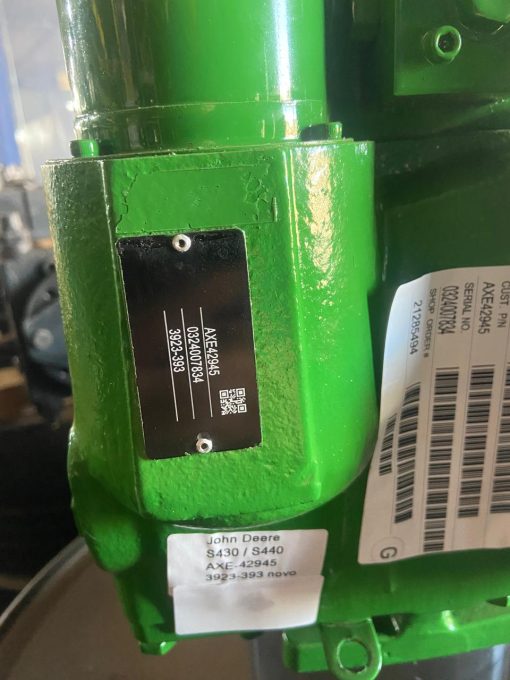 AXE42945
0324007834
3923-393
CUST. P/N
AXE42945
SERIAL NO.
0324007834
SHOP ORDER #
21285494
G
John Deere
S430 / S440
AXE-42945
3923-393 novo